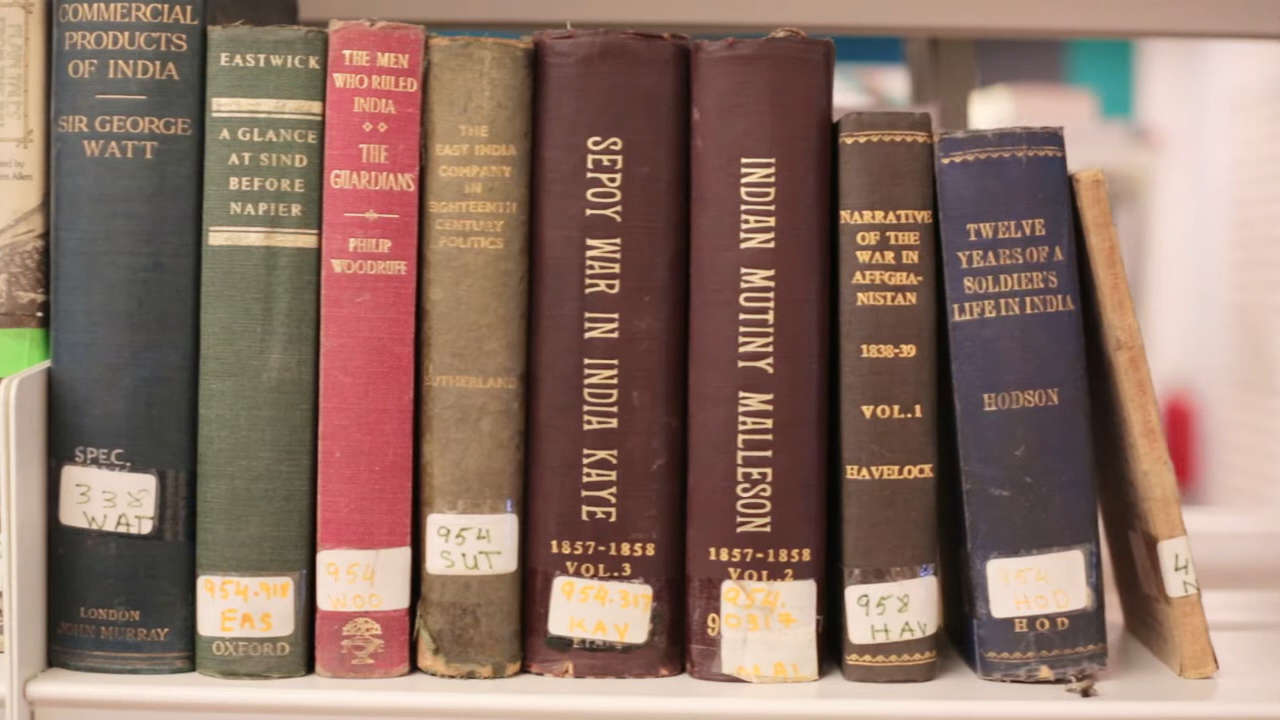 COMMERCIAL
PRODUCTS
OF INDIA
SIR GEORGE
WATT
SPEC.
338
WAT
LONDON
JOHN MURRAY
EASTWICK
A GLANCE
AT SIND
BEFORE
NAPIER
954.918
EAS
OXFORD
THE MEN
WHO RULED
INDIA
THE
GUARDIANS
PHILIP
WOODRUFF
954
WOO
THE
EAST INDIA
COMPANY
IN
EIGHTEENTH
CENTURY
POLITICS
SUTHERLAND
954
SUT
SEPOY WAR IN INDIA KAYE
1857-1858
VOL.3
954.317
KAY
INDIAN MUTINY MALLESON
1857-1858
VOL.2
954.
0317
MAL
NARRATIVE
OF THE
WAR IN
AFFGHA-
NISTAN
1838-39
VOL.1
HAVELOCK
958
HAV
TWELVE
YEARS OF A
SOLDIER'S
LIFE IN INDIA
HODSON
954
HOD
HOD